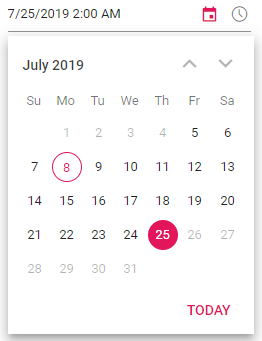 7/25/2019 2:00 AM
July 2019
Su Mo Tu We Th Fr Sa
1 2 3 4 5 6
7 8 9 10 11 12 13
14 15 16 17 18 19 20
21 22 23 24 25 26 27
28 29 30 31
TODAY